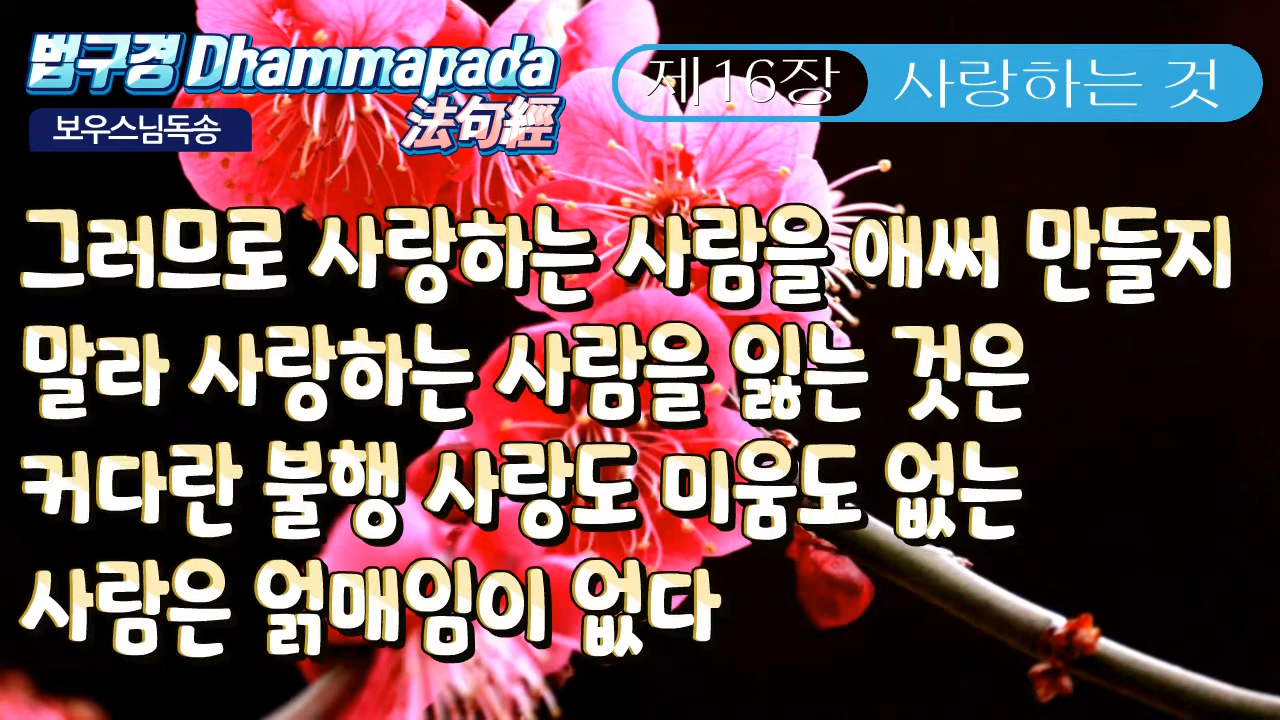 법구경 Dhammapada
法句經
보우스님독송
제16장 사랑하는 것
그러므로 사랑하는 사람을 애써 만들지
말라 사랑하는 사람을 잃는 것은
커다란 불행 사랑도 미움도 없는
사람은 얽매임이 없다